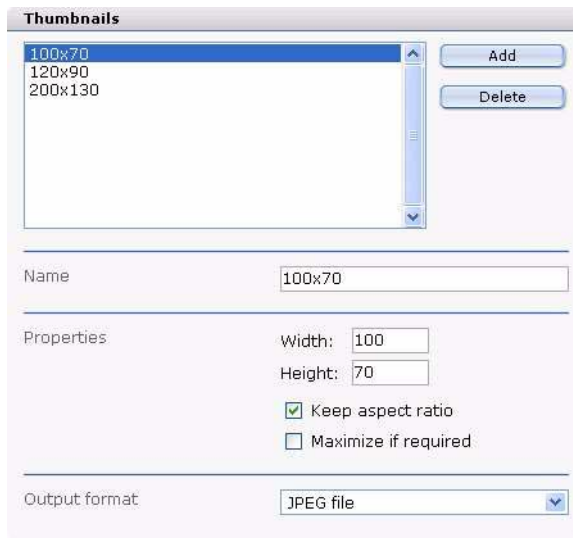 Thumbnails
100x70
120x90
200x130
Add
Delete
Name
100x70
Properties
Width: 100
Height: 70
Keep aspect ratio
Maximize if required
Output format
JPEG file